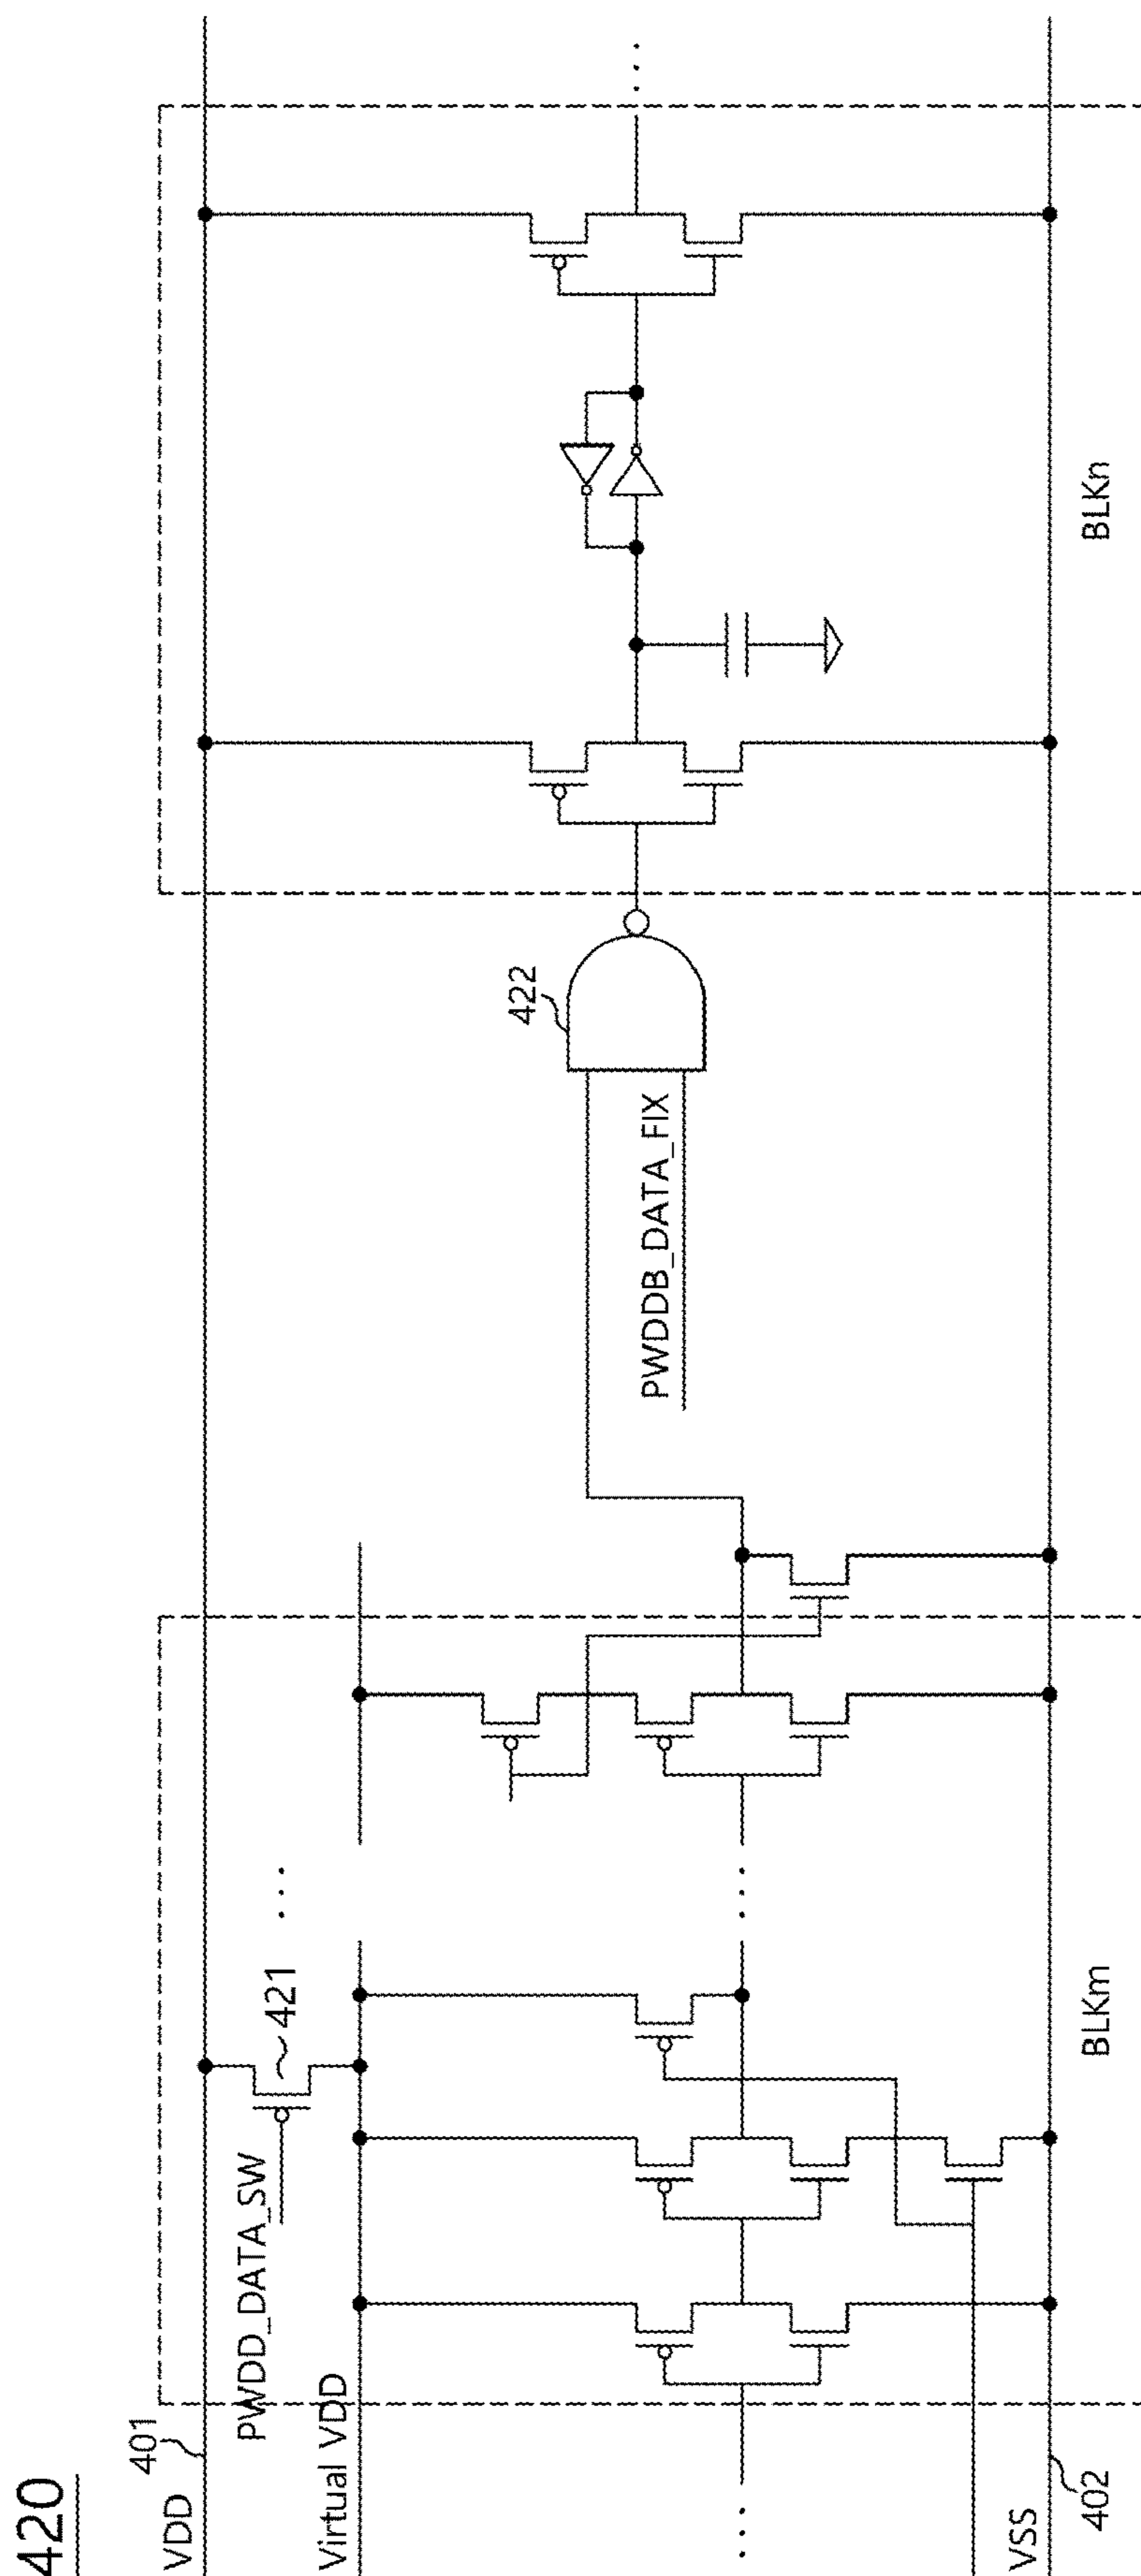 420
VDD
401
PWDD_DATA_SW
421
...
Virtual VDD
422
PWDDB_DATA_FIX
...
...
...
VSS
402
BLKm
BLKn